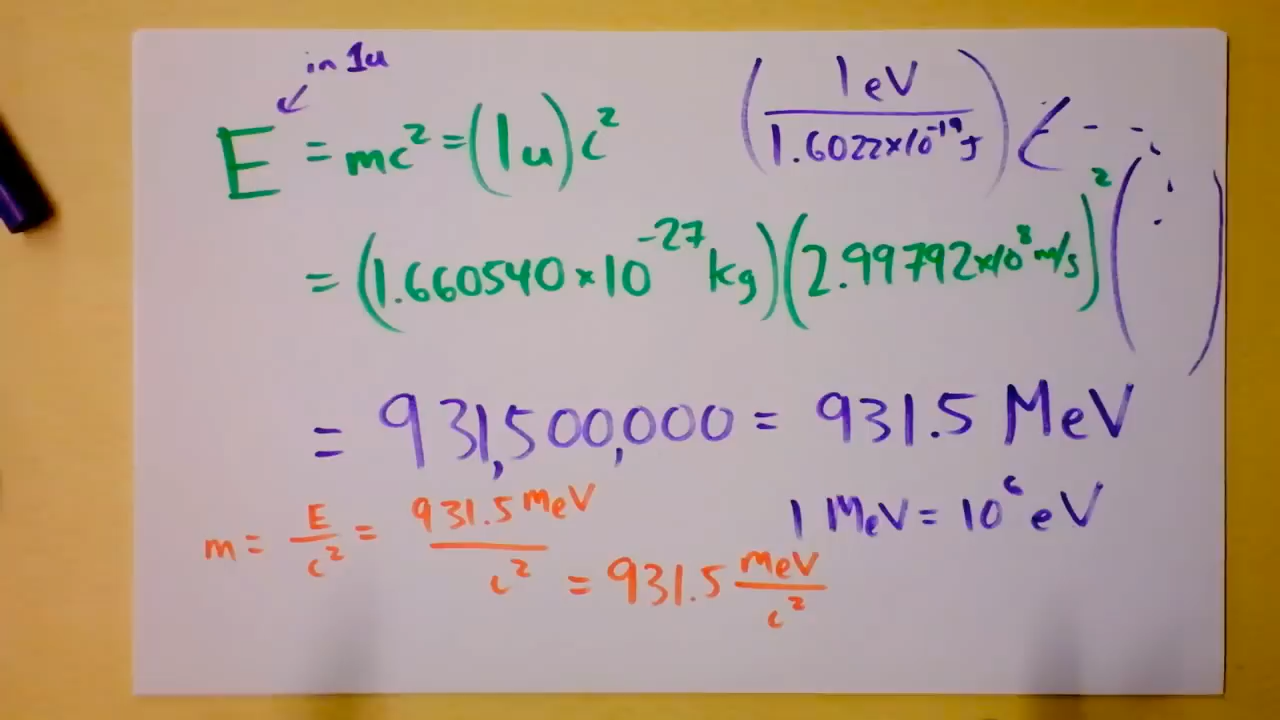 in 1u
E = mc² = (1u)c² (1eV / 1.6022×10⁻¹⁹J)
= (1.660540×10⁻²⁷ kg)(2.99792×10⁸ m/s)² ( )
= 931,500,000 = 931.5 MeV
1 MeV = 10⁶ eV
m = E/c² = 931.5 MeV / c² = 931.5 MeV/c²